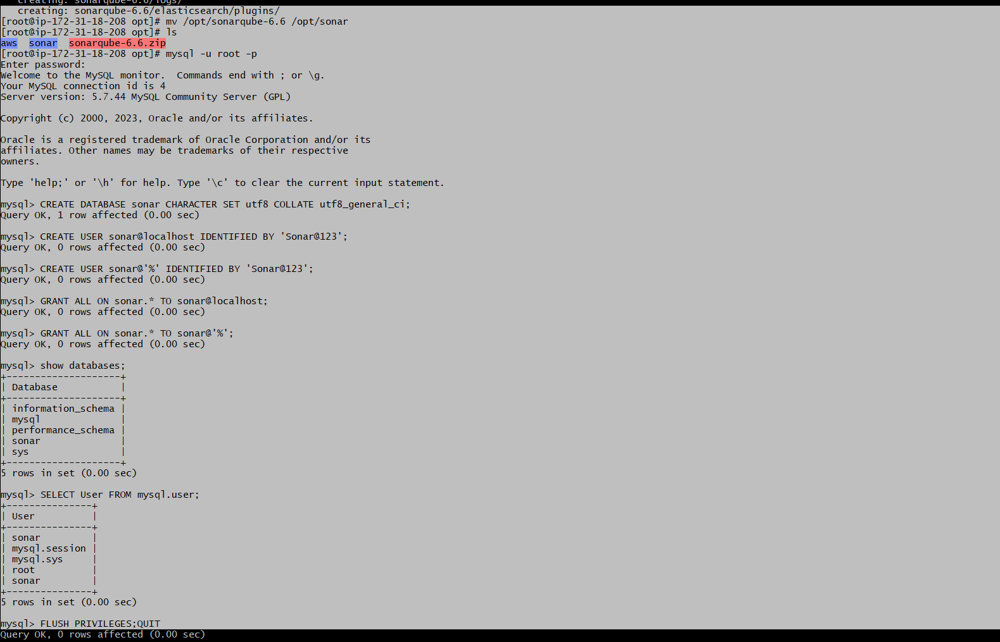 creating: sonarqube-6.6/logs/
creating: sonarqube-6.6/elasticsearch/plugins/
[root@ip-172-31-18-208 opt]# mv /opt/sonarqube-6.6 /opt/sonar
[root@ip-172-31-18-208 opt]# ls
aws  sonar  sonarqube-6.6.zip
[root@ip-172-31-18-208 opt]# mysql -u root -p
Enter password:
Welcome to the MySQL monitor.  Commands end with ; or \g.
Your MySQL connection id is 4
Server version: 5.7.44 MySQL Community Server (GPL)
Copyright (c) 2000, 2023, Oracle and/or its affiliates.
Oracle is a registered trademark of Oracle Corporation and/or its
affiliates. Other names may be trademarks of their respective
owners.
Type 'help;' or '\h' for help. Type '\c' to clear the current input statement.
mysql> CREATE DATABASE sonar CHARACTER SET utf8 COLLATE utf8_general_ci;
Query OK, 1 row affected (0.00 sec)
mysql> CREATE USER sonar@localhost IDENTIFIED BY 'Sonar@123';
Query OK, 0 rows affected (0.00 sec)
mysql> CREATE USER sonar@'%' IDENTIFIED BY 'Sonar@123';
Query OK, 0 rows affected (0.00 sec)
mysql> GRANT ALL ON sonar.* TO sonar@localhost;
Query OK, 0 rows affected (0.00 sec)
mysql> GRANT ALL ON sonar.* TO sonar@'%';
Query OK, 0 rows affected (0.00 sec)
mysql> show databases;
+--------------------+
| Database           |
+--------------------+
| information_schema |
| mysql              |
| performance_schema |
| sonar              |
| sys                |
+--------------------+
5 rows in set (0.00 sec)
mysql> SELECT User FROM mysql.user;
+---------------+
| User          |
+---------------+
| sonar         |
| mysql.session |
| mysql.sys     |
| root          |
| sonar         |
+---------------+
5 rows in set (0.00 sec)
mysql> FLUSH PRIVILEGES;QUIT
Query OK, 0 rows affected (0.00 sec)